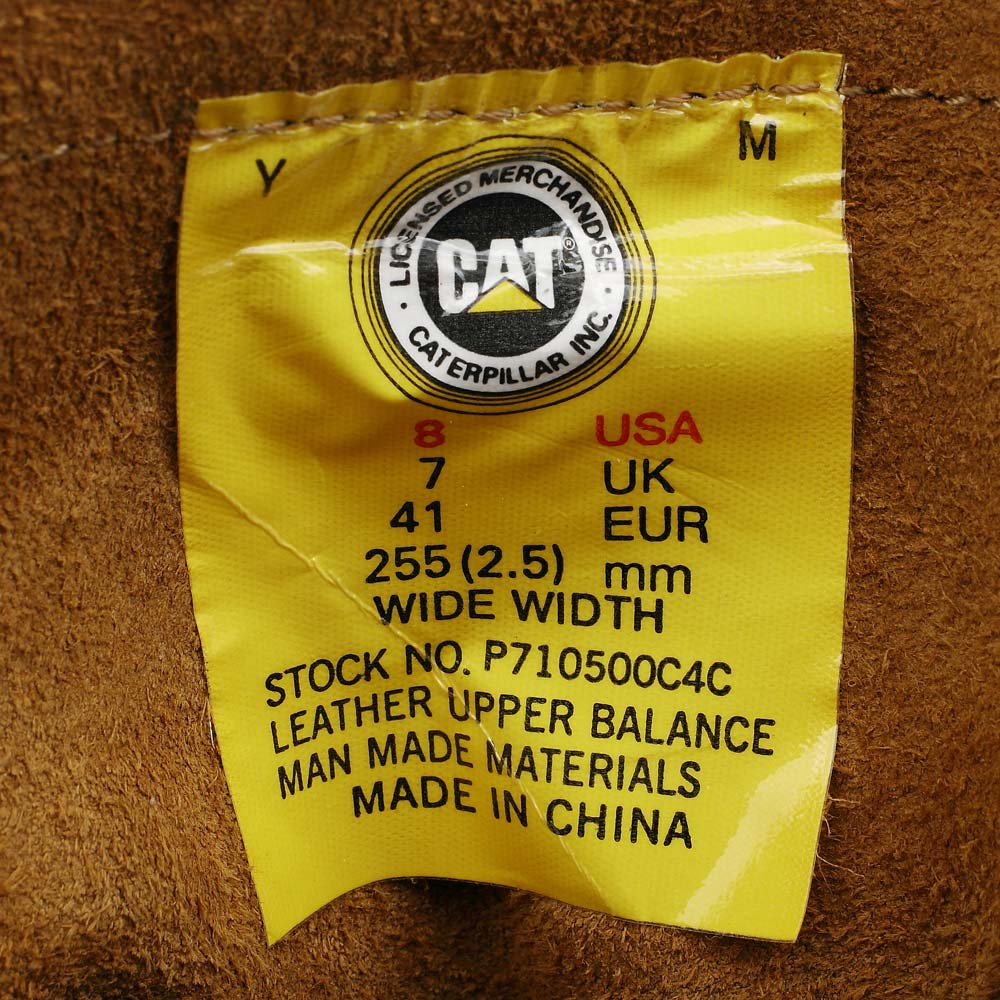 Y M
LICENSED MERCHANDISE
CAT®
CATERPILLAR INC.
8 USA
7 UK
41 EUR
255 (2.5) mm
WIDE WIDTH
STOCK NO. P710500C4C
LEATHER UPPER BALANCE
MAN MADE MATERIALS
MADE IN CHINA